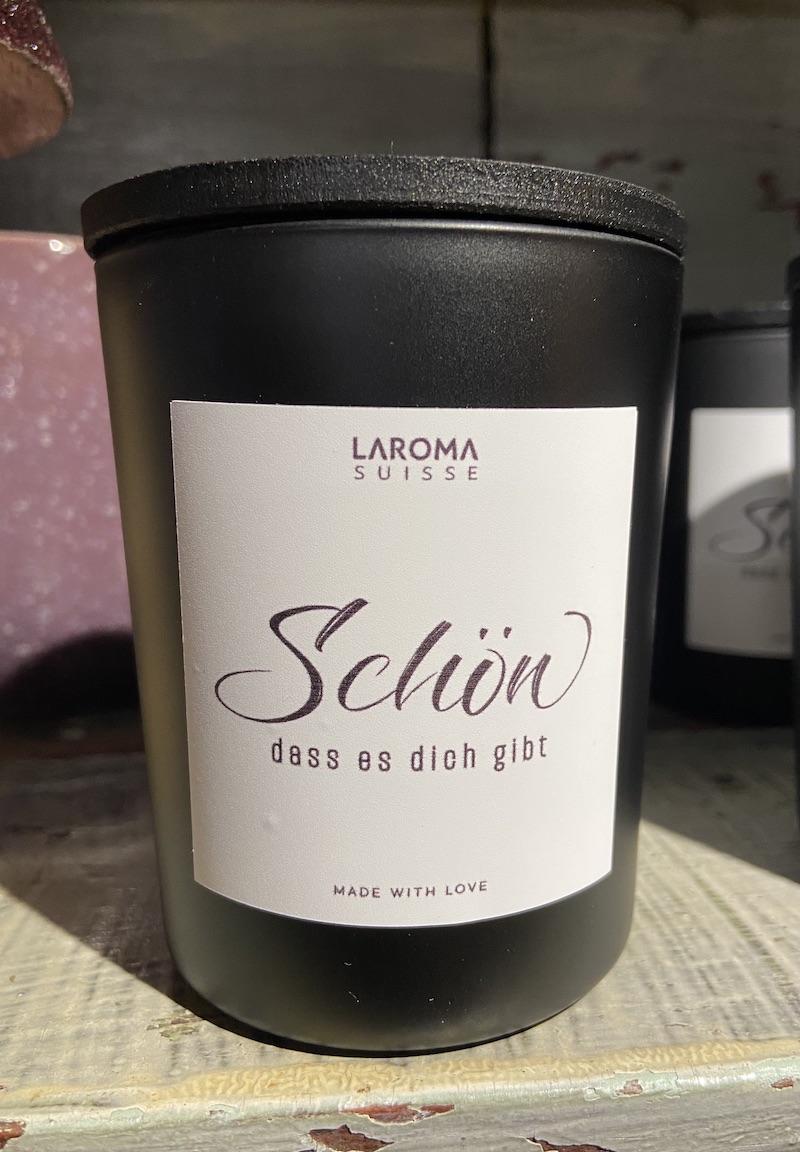 LAROMA
SUISSE
Schön
dass es dich gibt
MADE WITH LOVE